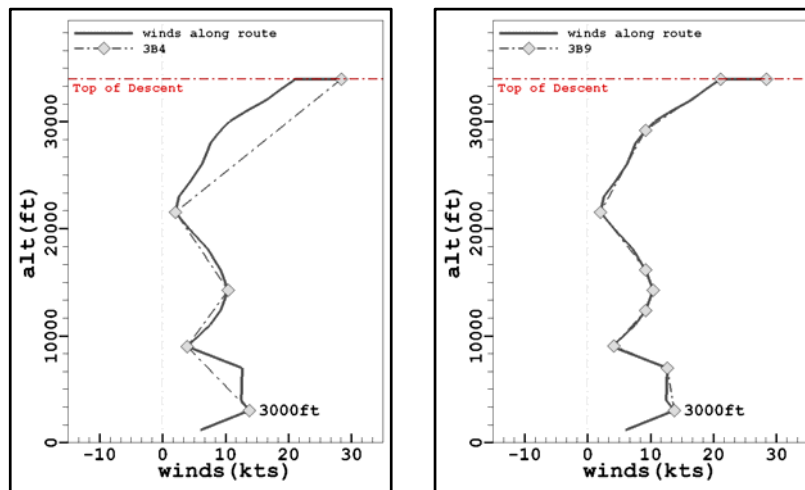 winds along route
3B4
Top of Descent
30000
20000
10000
0
alt(ft)
3000ft
-10 0 10 20 30
winds(kts)
winds along route
3B9
Top of Descent
30000
20000
10000
0
alt(ft)
3000ft
-10 0 10 20 30
winds(kts)